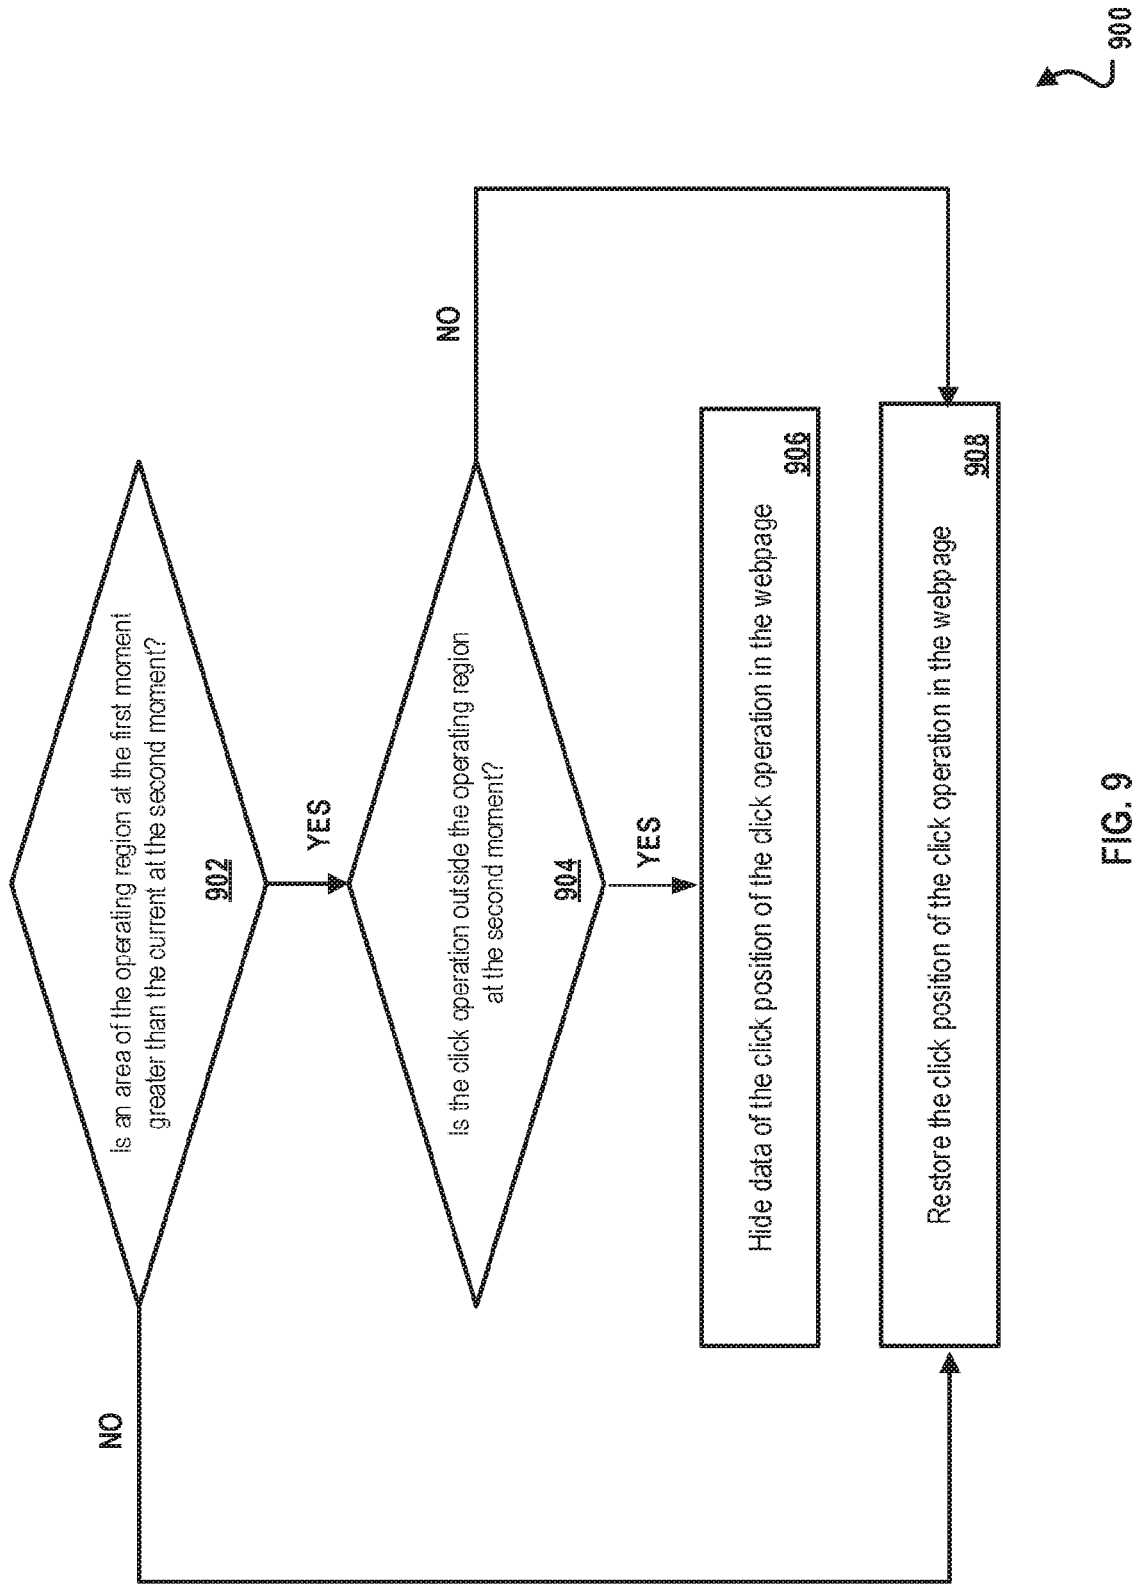 900
Is an area of the operating region at the first moment
greater than the current at the second moment?
902
NO
YES
Is the click operation outside the operating region
at the second moment?
904
NO
YES
Hide data of the click position of the click operation in the webpage
906
Restore the click position of the click operation in the webpage
908
FIG. 9